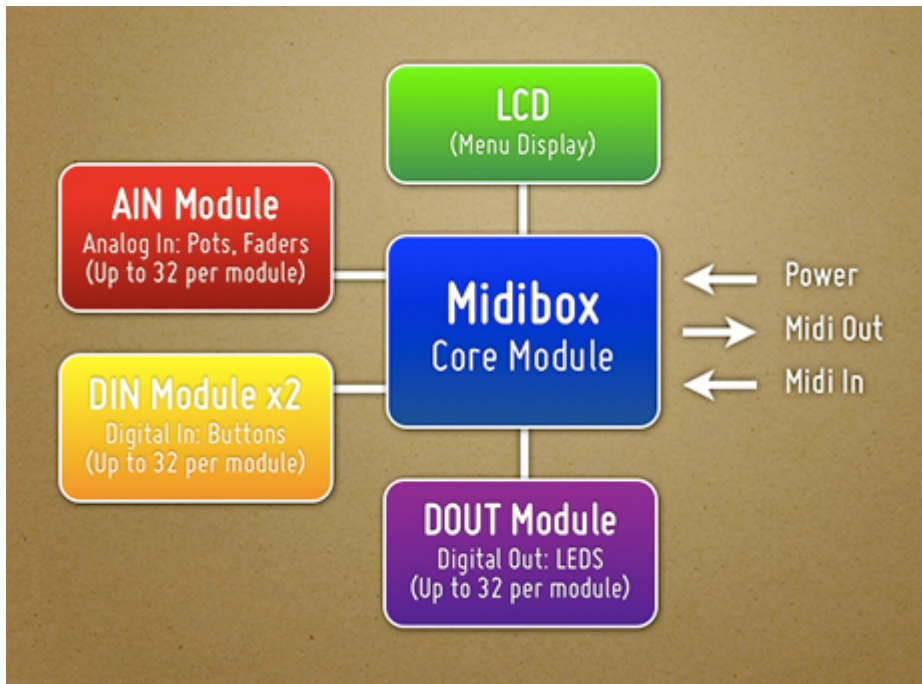 LCD
(Menu Display)
AIN Module
Analog In: Pots, Faders
(Up to 32 per module)
Midibox
Core Module
Power
Midi Out
Midi In
DIN Module x2
Digital In: Buttons
(Up to 32 per module)
DOUT Module
Digital Out: LEDS
(Up to 32 per module)